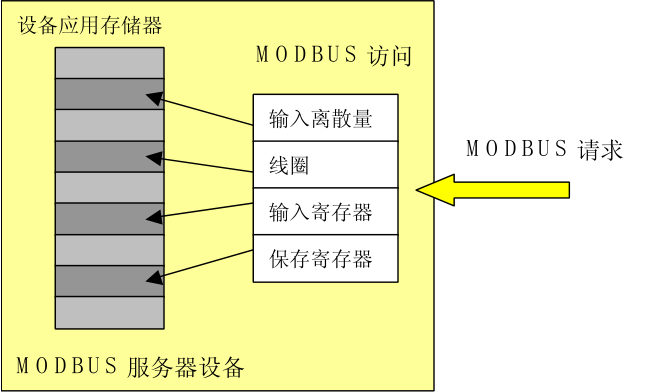 设备应用存储器
MODBUS 访问
输入离散量
线圈
输入寄存器
保存寄存器
MODBUS 请求
MODBUS 服务器设备